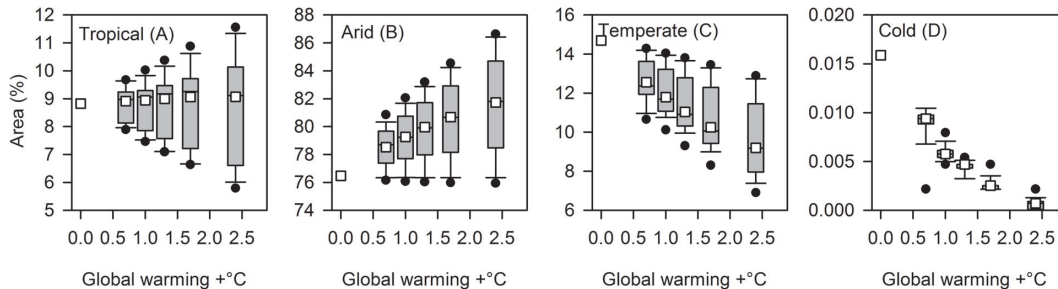 Tropical (A)
Arid (B)
Temperate (C)
Cold (D)
Area (%)
12
11
10
9
8
7
6
5
88
86
84
82
80
78
76
74
16
14
12
10
8
6
0.020
0.015
0.010
0.005
0.000
0.0 0.5 1.0 1.5 2.0 2.5
0.0 0.5 1.0 1.5 2.0 2.5
0.0 0.5 1.0 1.5 2.0 2.5
0.0 0.5 1.0 1.5 2.0 2.5
Global warming +°C
Global warming +°C
Global warming +°C
Global warming +°C